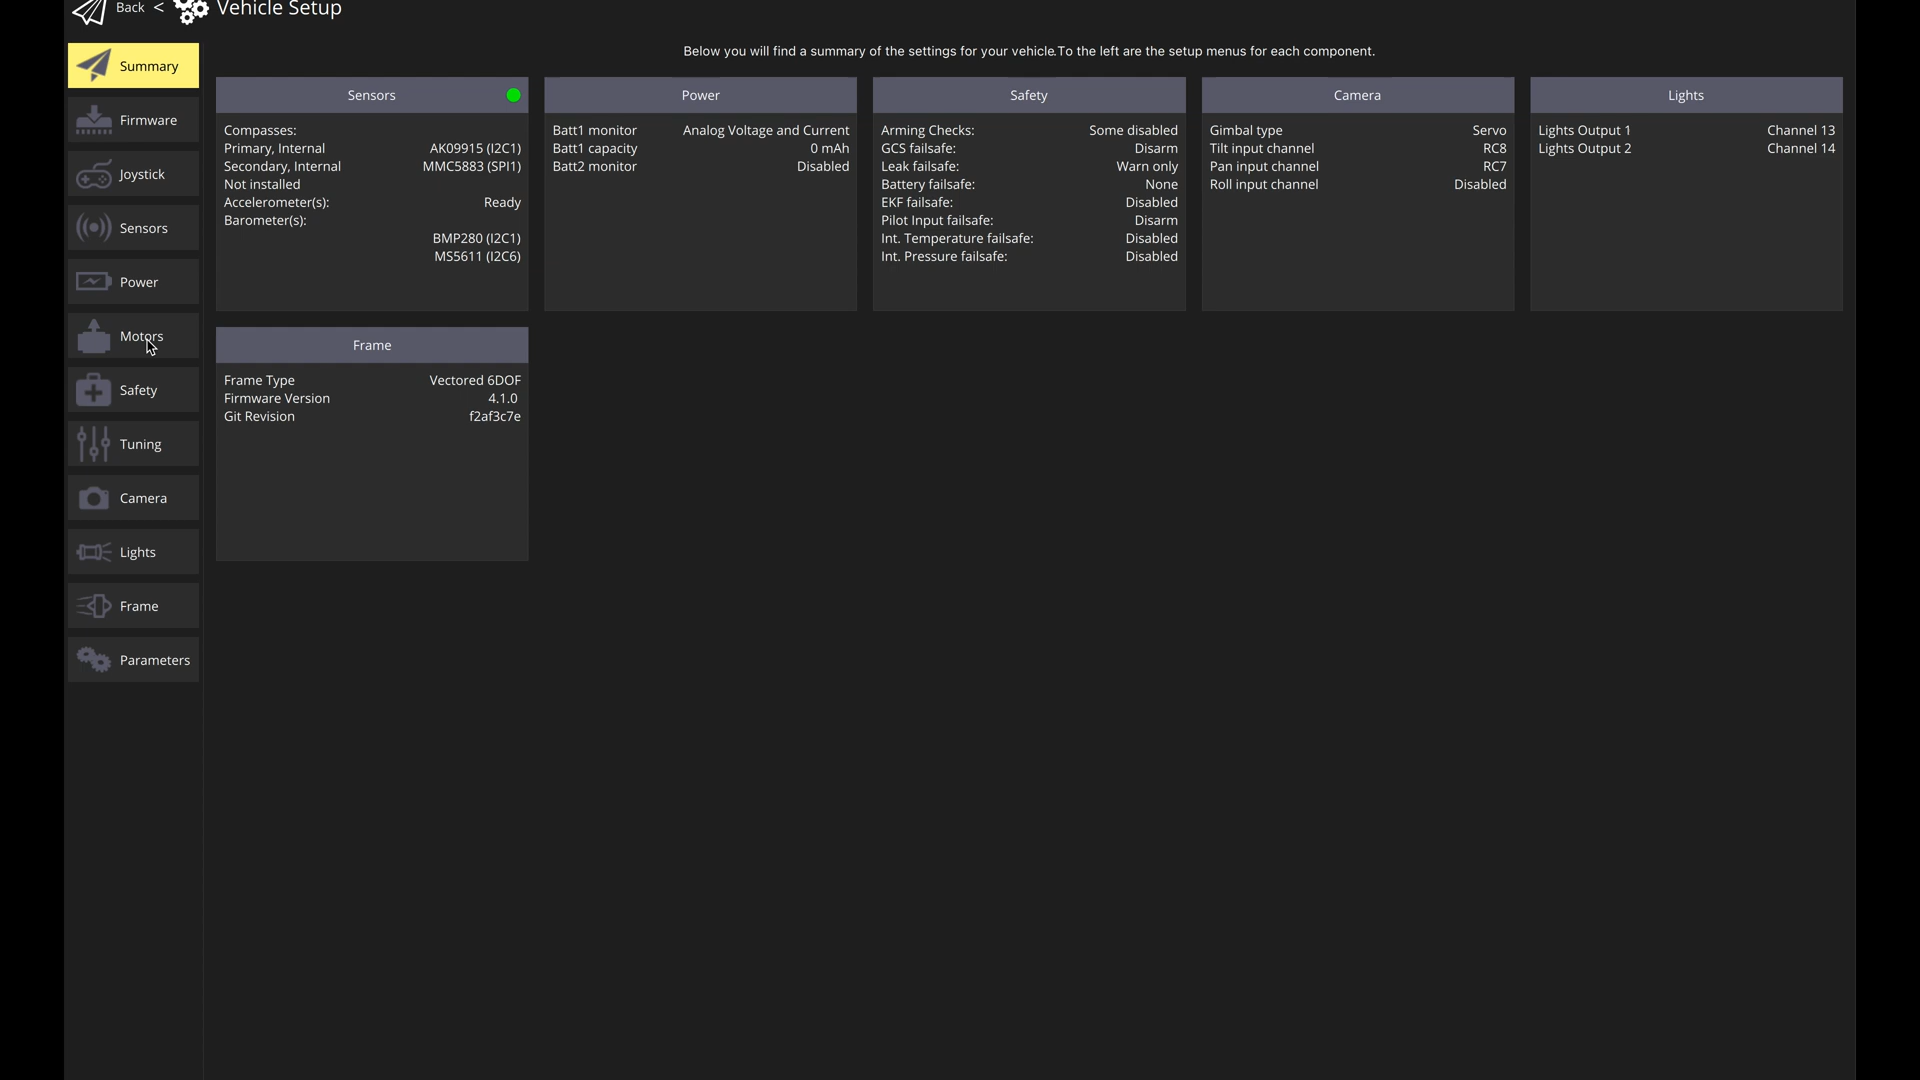 Back < Vehicle Setup
Below you will find a summary of the settings for your vehicle.To the left are the setup menus for each component.
Summary
Firmware
Joystick
Sensors
Power
Motors
Safety
Tuning
Camera
Lights
Frame
Parameters
Sensors
Compasses:
Primary, Internal AK09915 (I2C1)
Secondary, Internal MMC5883 (SPI1)
Not installed
Accelerometer(s): Ready
Barometer(s):
BMP280 (I2C1)
MS5611 (I2C6)
Power
Batt1 monitor Analog Voltage and Current
Batt1 capacity 0 mAh
Batt2 monitor Disabled
Safety
Arming Checks: Some disabled
GCS failsafe: Disarm
Leak failsafe: Warn only
Battery failsafe: None
EKF failsafe: Disabled
Pilot Input failsafe: Disarm
Int. Temperature failsafe: Disabled
Int. Pressure failsafe: Disabled
Camera
Gimbal type Servo
Tilt input channel RC8
Pan input channel RC7
Roll input channel Disabled
Lights
Lights Output 1 Channel 13
Lights Output 2 Channel 14
Frame
Frame Type Vectored 6DOF
Firmware Version 4.1.0
Git Revision f2af3c7e